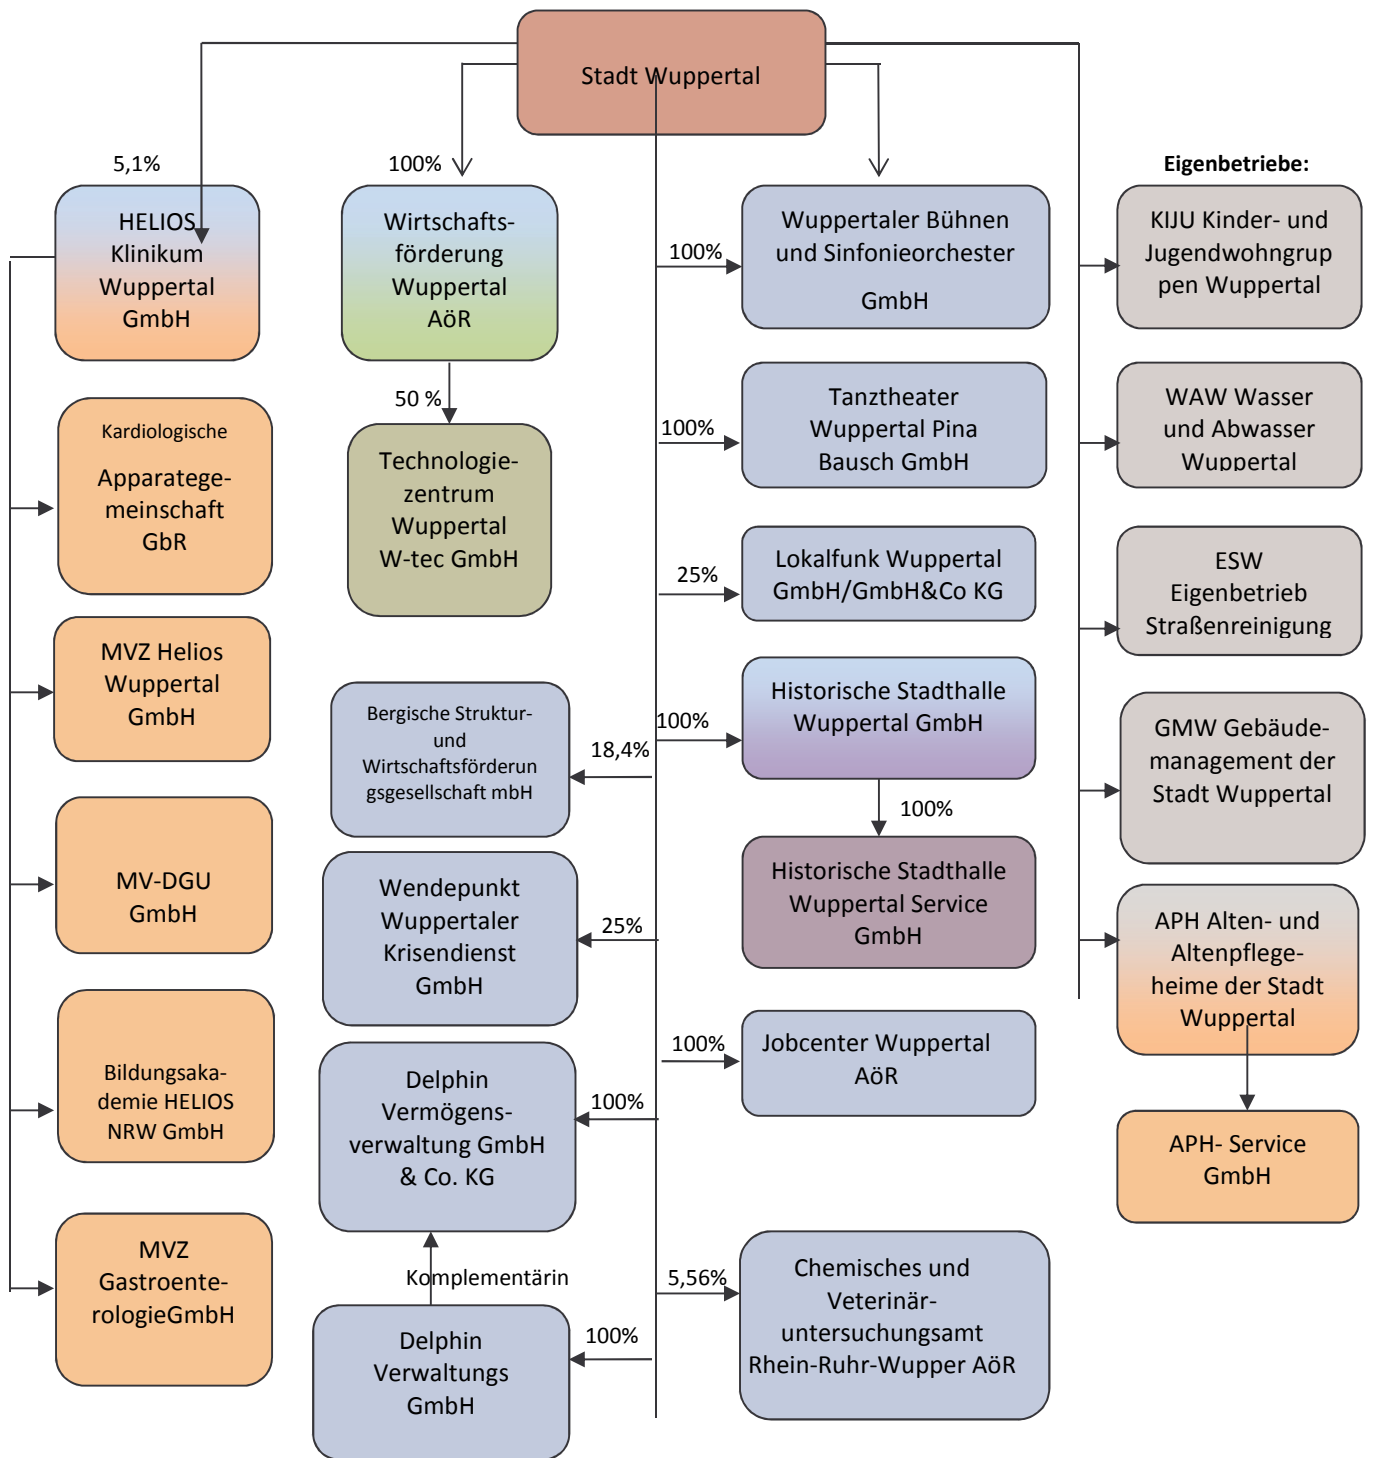 Stadt Wuppertal
5,1%
HELIOS
Klinikum
Wuppertal
GmbH
Kardiologische
Apparatege-
meinschaft
GbR
MVZ Helios
Wuppertal
GmbH
MV-DGU
GmbH
Bildungsaka-
demie HELIOS
NRW GmbH
MVZ
Gastroente-
rologieGmbH
100%
Wirtschafts-
förderung
Wuppertal
AöR
50 %
Technologie-
zentrum
Wuppertal
W-tec GmbH
Bergische Struktur-
und
Wirtschaftsförderun
gsgesellschaft mbH
18,4%
Wendepunkt
Wuppertaler
Krisendienst
GmbH
25%
Delphin
Vermögens-
verwaltung GmbH
& Co. KG
100%
Komplementärin
Delphin
Verwaltungs
GmbH
100%
Wuppertaler Bühnen
und Sinfonieorchester
GmbH
100%
Tanztheater
Wuppertal Pina
Bausch GmbH
100%
Lokalfunk Wuppertal
GmbH/GmbH&Co KG
25%
Historische Stadthalle
Wuppertal GmbH
100%
100%
Historische Stadthalle
Wuppertal Service
GmbH
100%
Jobcenter Wuppertal
AöR
5,56%
Chemisches und
Veterinär-
untersuchungsamt
Rhein-Ruhr-Wupper AöR
Eigenbetriebe:
KIJU Kinder- und
Jugendwohngrup
pen Wuppertal
WAW Wasser
und Abwasser
Wuppertal
ESW
Eigenbetrieb
Straßenreinigung
GMW Gebäude-
management der
Stadt Wuppertal
APH Alten- und
Altenpflege-
heime der Stadt
Wuppertal
APH- Service
GmbH